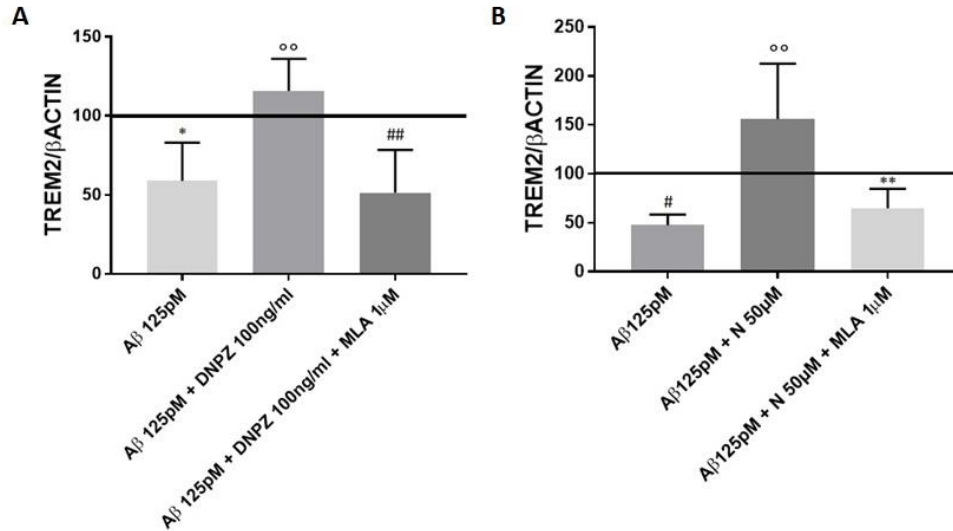 A
TREM2/βACTIN
150
100
50
0
*
°°
##
Aβ 125pM
Aβ 125pM + DNPZ 100ng/ml
Aβ 125pM + DNPZ 100ng/ml + MLA 1μM
B
TREM2/βACTIN
250
200
150
100
50
0
#
°°
**
Aβ125pM
Aβ125pM + N 50µM
Aβ125pM + N 50µM + MLA 1μM